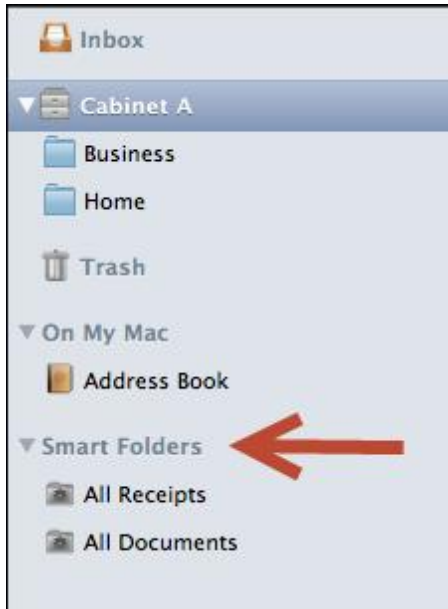 Inbox
Cabinet A
Business
Home
Trash
On My Mac
Address Book
Smart Folders
All Receipts
All Documents